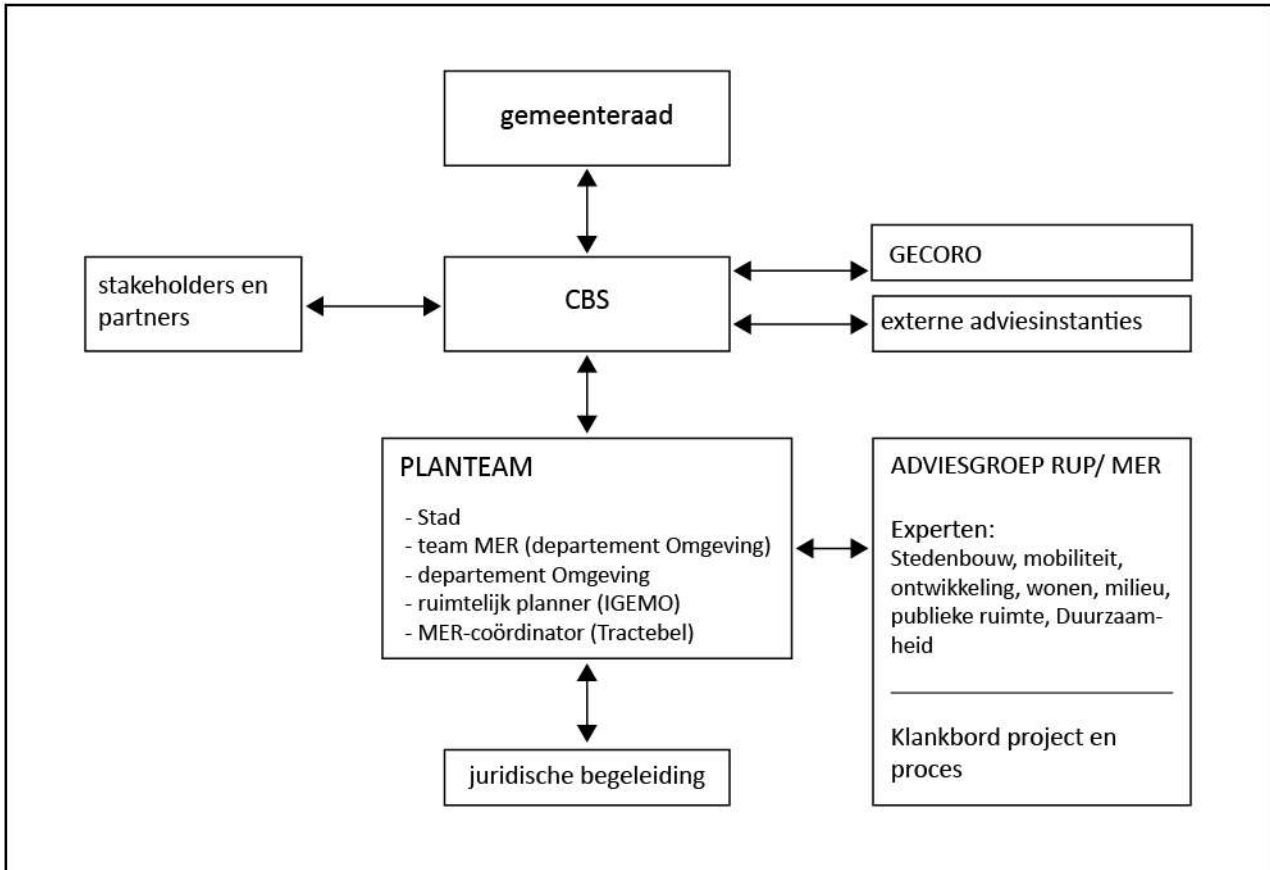 gemeenteraad
stakeholders en
partners
CBS
GECORO
externe adviesinstanties
PLANTEAM
- Stad
- team MER (departement Omgeving)
- departement Omgeving
- ruimtelijk planner (IGEMO)
- MER-coördinator (Tractebel)
ADVIESGROEP RUP/ MER
Experten:
Stedenbouw, mobiliteit,
ontwikkeling, wonen, milieu,
publieke ruimte, Duurzaam-
heid
Klankbord project en
proces
juridische begeleiding